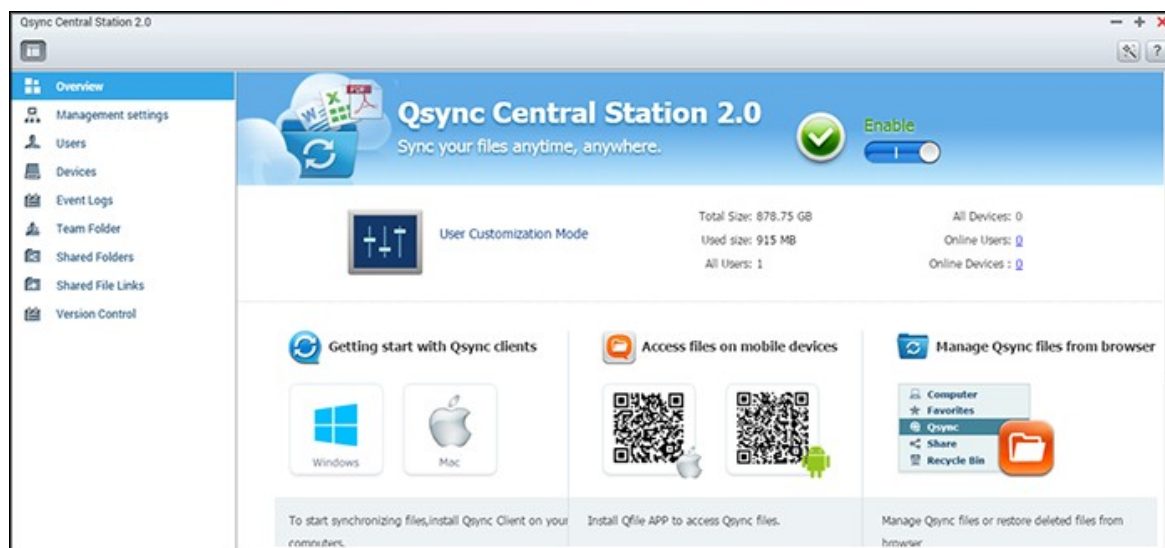 Qsync Central Station 2.0
Overview
Management settings
Users
Devices
Event Logs
Team Folder
Shared Folders
Shared File Links
Version Control
PDF
W
X
Qsync Central Station 2.0
Sync your files anytime, anywhere.
Enable
User Customization Mode
Total Size: 878.75 GB
Used size: 915 MB
All Users: 1
All Devices: 0
Online Users: 0
Online Devices : 0
Getting start with Qsync clients
Windows
Mac
To start synchronizing files,install Qsync Client on your
computers.
Access files on mobile devices
Install Qfile APP to access Qsync files.
Manage Qsync files from browser
Computer
Favorites
Qsync
Share
Recycle Bin
Manage Qsync files or restore deleted files from
browser